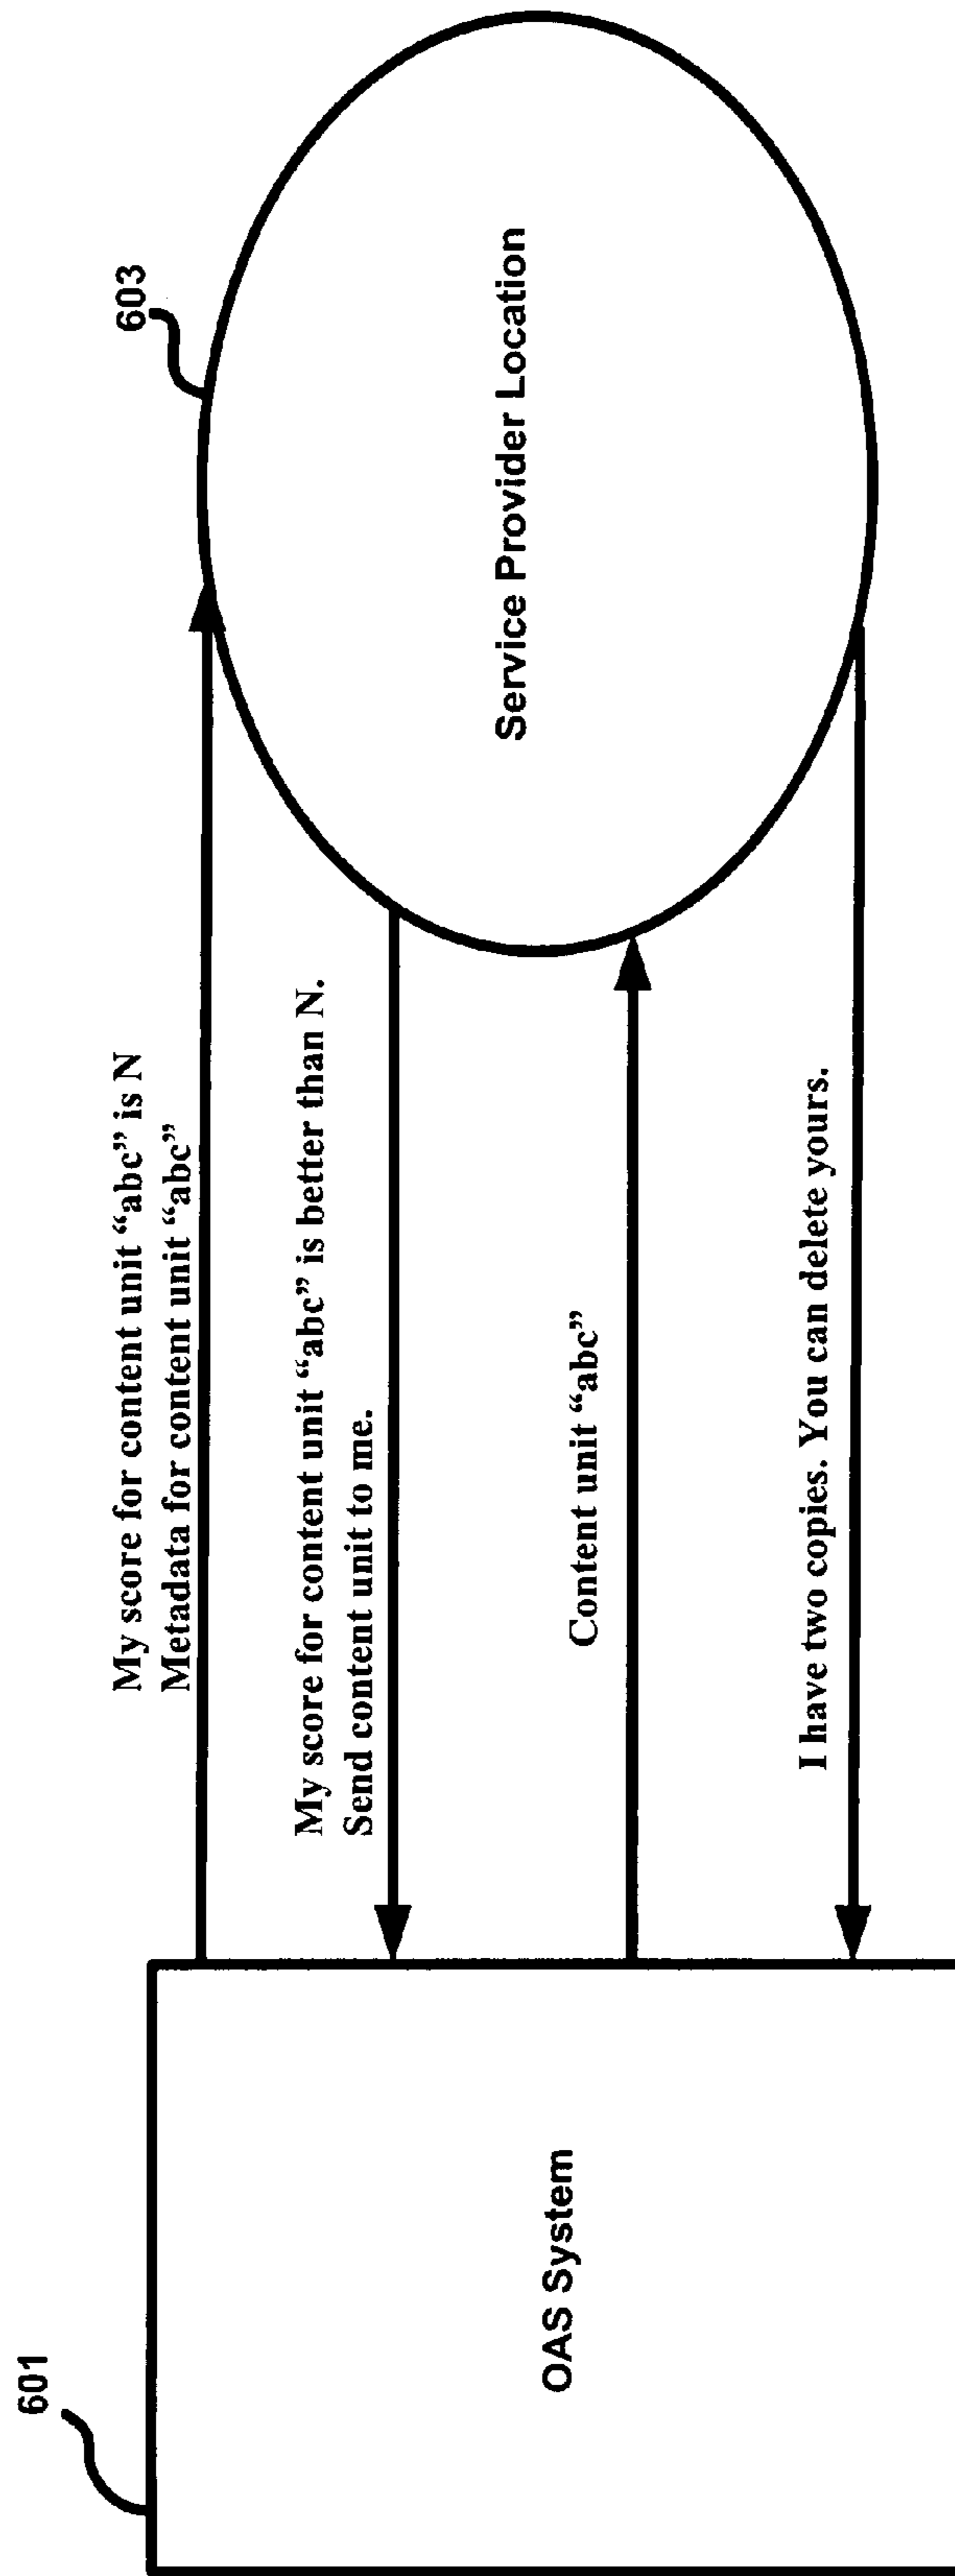 601
603
My score for content unit “abc” is N
Metadata for content unit “abc”
My score for content unit “abc” is better than N.
Send content unit to me.
OAS System
Service Provider Location
Content unit “abc”
I have two copies. You can delete yours.